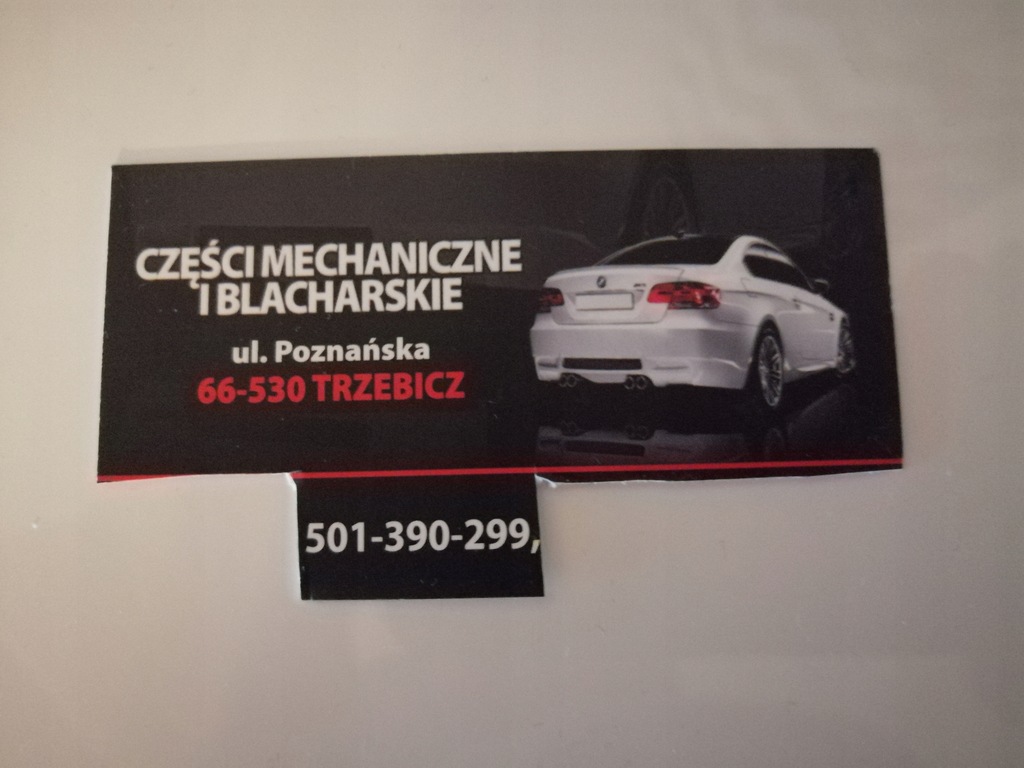 CZĘŚCI MECHANICZNE
I BLACHARSKIE
ul. Poznańska
66-530 TRZEBICZ
501-390-299,